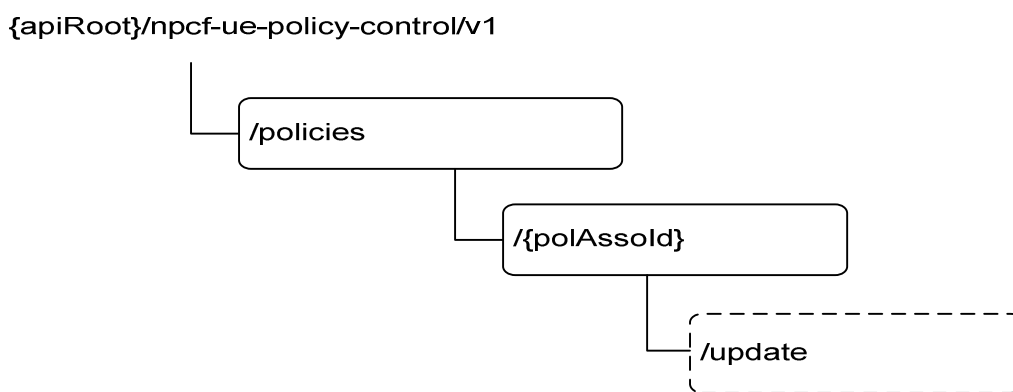 {apiRoot}/npcf-ue-policy-control/v1
/policies
/{polAssoId}
/update